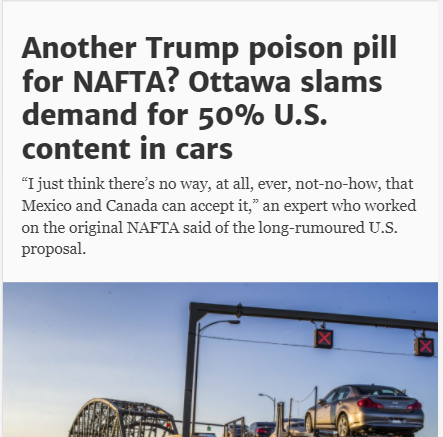 Another Trump poison pill
for NAFTA? Ottawa slams
demand for 50% U.S.
content in cars
“I just think there’s no way, at all, ever, not-no-how, that
Mexico and Canada can accept it,” an expert who worked
on the original NAFTA said of the long-rumoured U.S.
proposal.